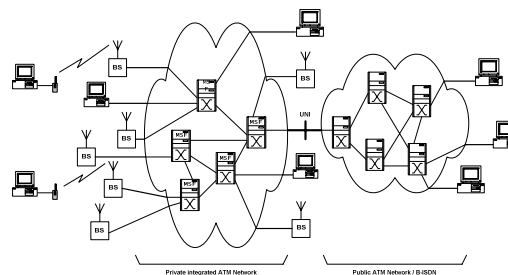 BS
MSF
BS
UNI
MSF
BS
MSF
BS
MSF
BS
MSF
BS
BS
Private integrated ATM Network
Public ATM Network / B-ISDN